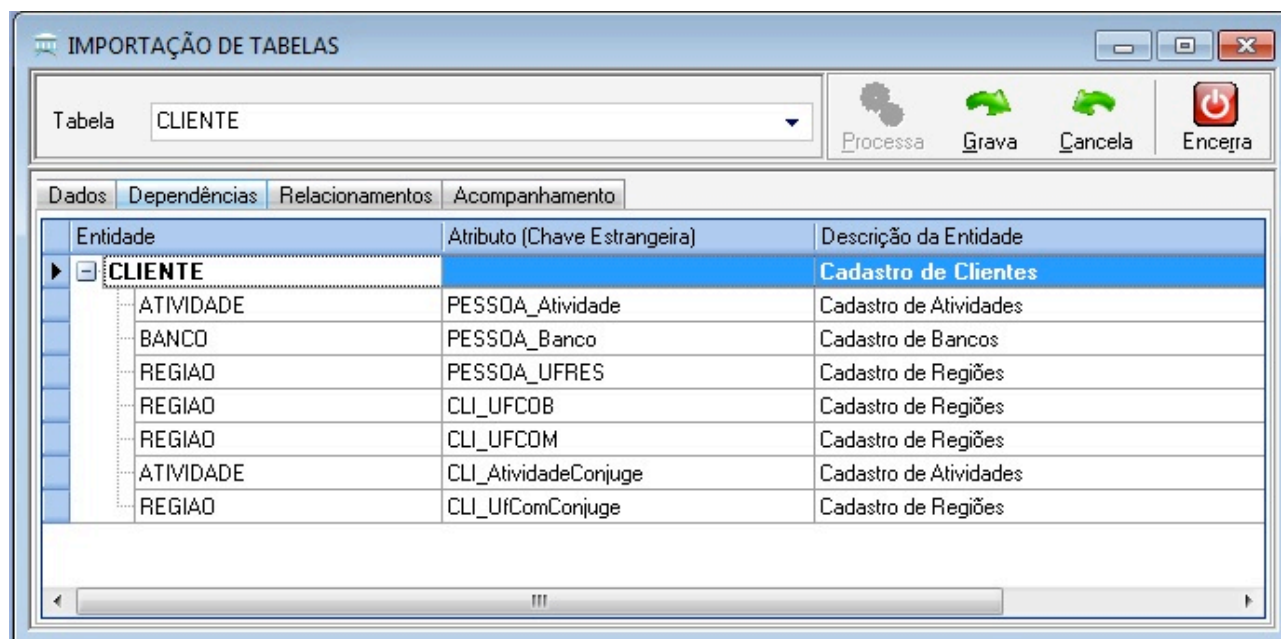 IMPORTAÇÃO DE TABELAS
Tabela CLIENTE
Processa Grava Cancela Encerra
Dados Dependências Relacionamentos Acompanhamento
Entidade Atributo (Chave Estrangeira) Descrição da Entidade
CLIENTE Cadastro de Clientes
ATIVIDADE PESSOA_Atividade Cadastro de Atividades
BANCO PESSOA_Banco Cadastro de Bancos
REGIAO PESSOA_UFRES Cadastro de Regiões
REGIAO CLI_UFCOB Cadastro de Regiões
REGIAO CLI_UFCOM Cadastro de Regiões
ATIVIDADE CLI_AtividadeConjuge Cadastro de Atividades
REGIAO CLI_UfComConjuge Cadastro de Regiões